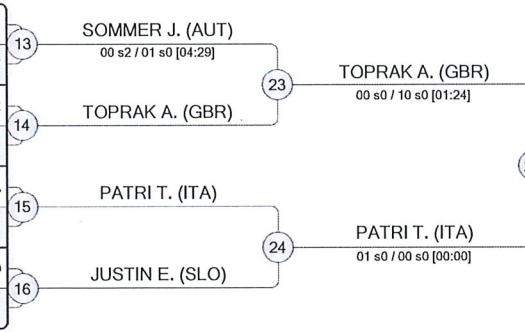 13
SOMMER J. (AUT)
00 s2 / 01 s0 [04:29]
23
TOPRAK A. (GBR)
00 s0 / 10 s0 [01:24]
14
TOPRAK A. (GBR)
15
PATRI T. (ITA)
24
PATRI T. (ITA)
01 s0 / 00 s0 [00:00]
16
JUSTIN E. (SLO)